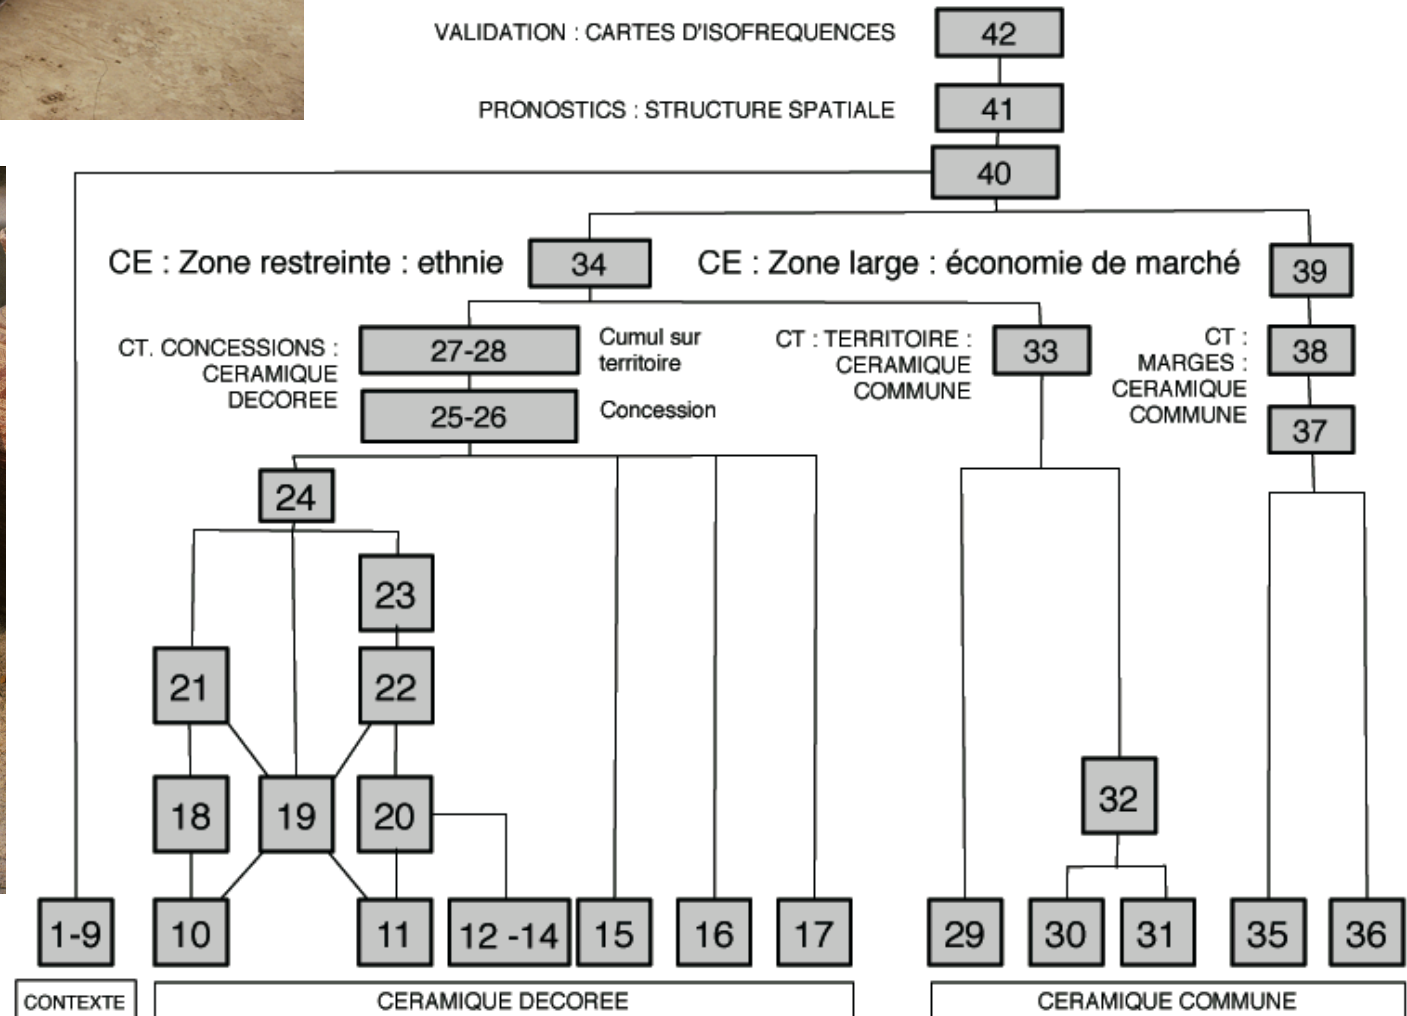 VALIDATION : CARTES D'ISOFREQUENCES
42
PRONOSTICS : STRUCTURE SPATIALE
41
40
CE : Zone restreinte : ethnie
34
CE : Zone large : économie de marché
39
CT. CONCESSIONS :
CERAMIQUE
DECOREE
27-28
Cumul sur
territoire
25-26
Concession
CT : TERRITOIRE :
CERAMIQUE
COMMUNE
33
CT :
MARGES :
CERAMIQUE
COMMUNE
38
37
24
23
21
22
18
19
20
32
1-9
10
11
12 -14
15
16
17
29
30
31
35
36
CONTEXTE
CERAMIQUE DECOREE
CERAMIQUE COMMUNE